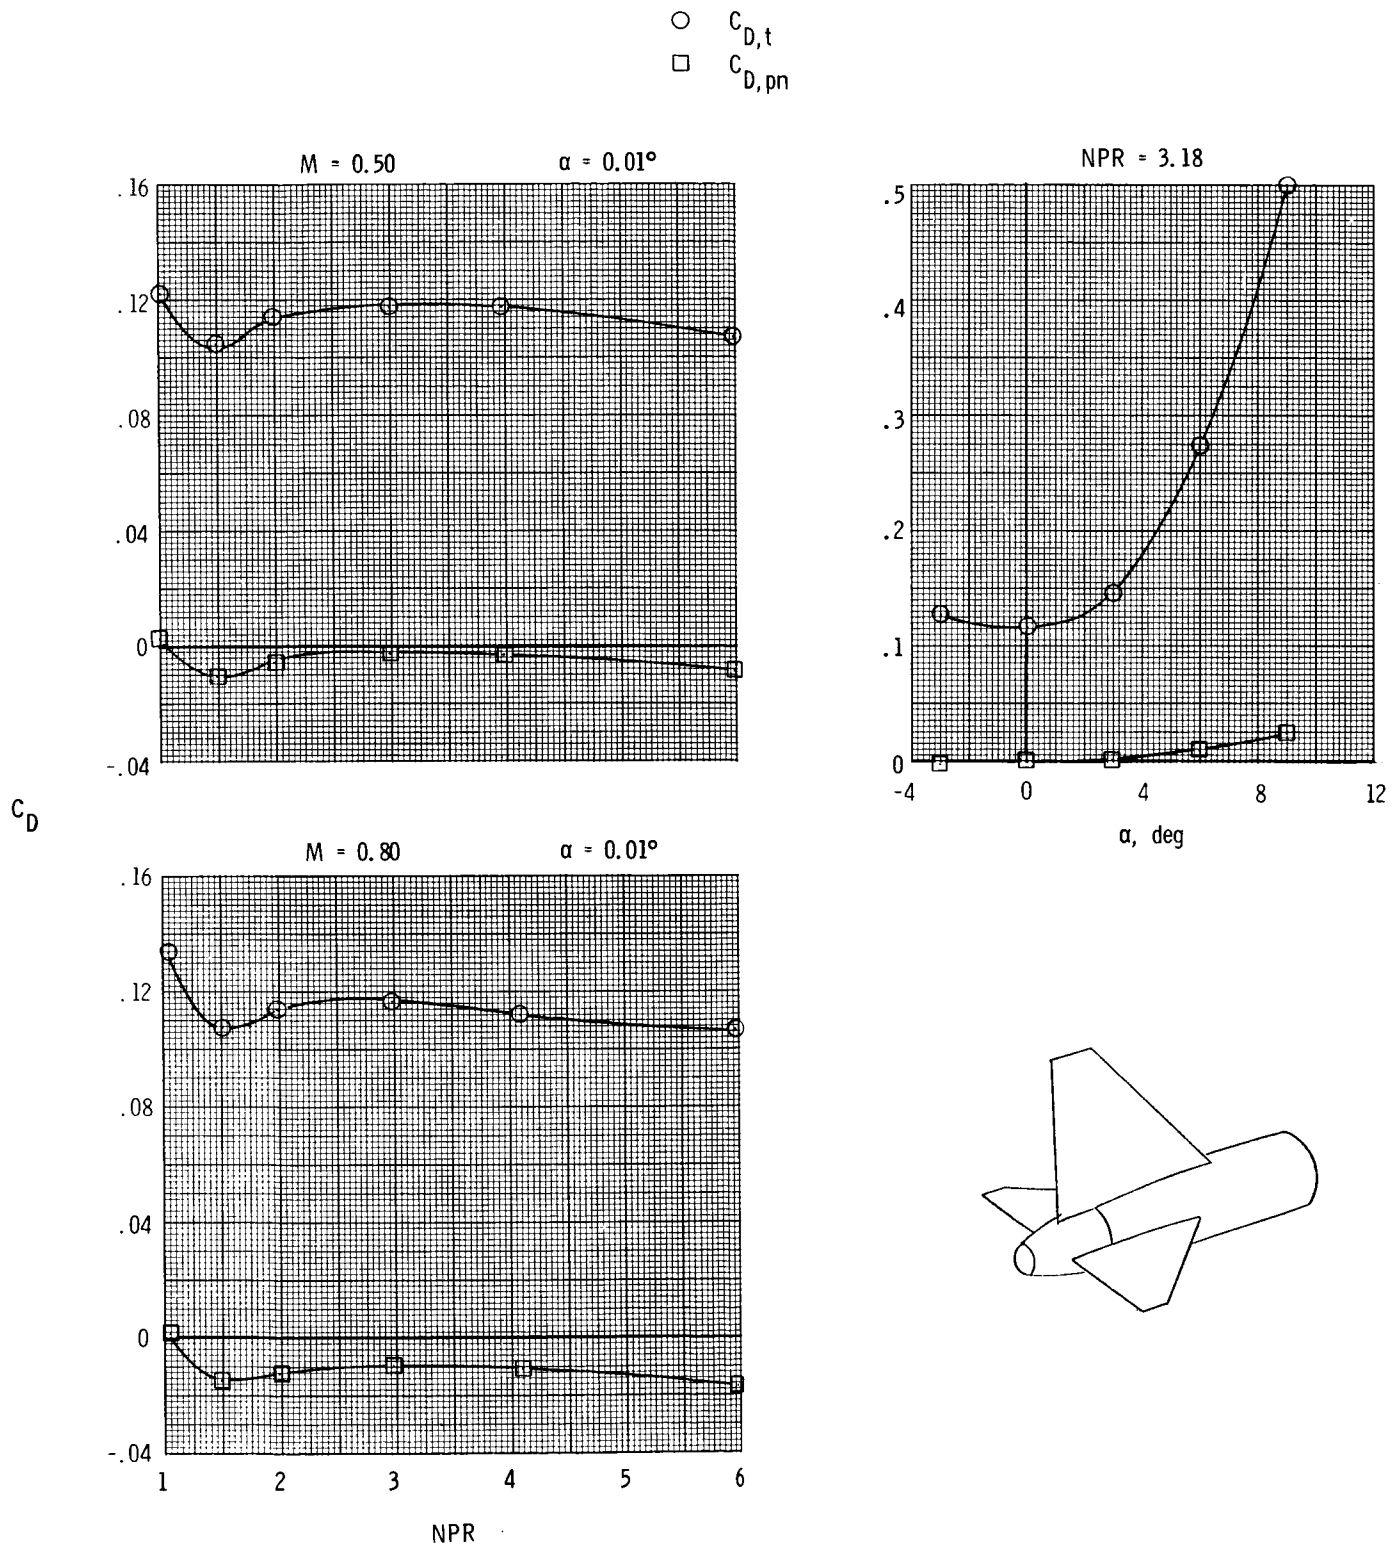 C_D,t
C_D,pn
M = 0.50 α = 0.01°
NPR = 3.18
.16
.12
.08
.04
0
-.04
.5
.4
.3
.2
.1
0
-4 0 4 8 12
α, deg
C_D
M = 0.80 α = 0.01°
.16
.12
.08
.04
0
-.04
1 2 3 4 5 6
NPR